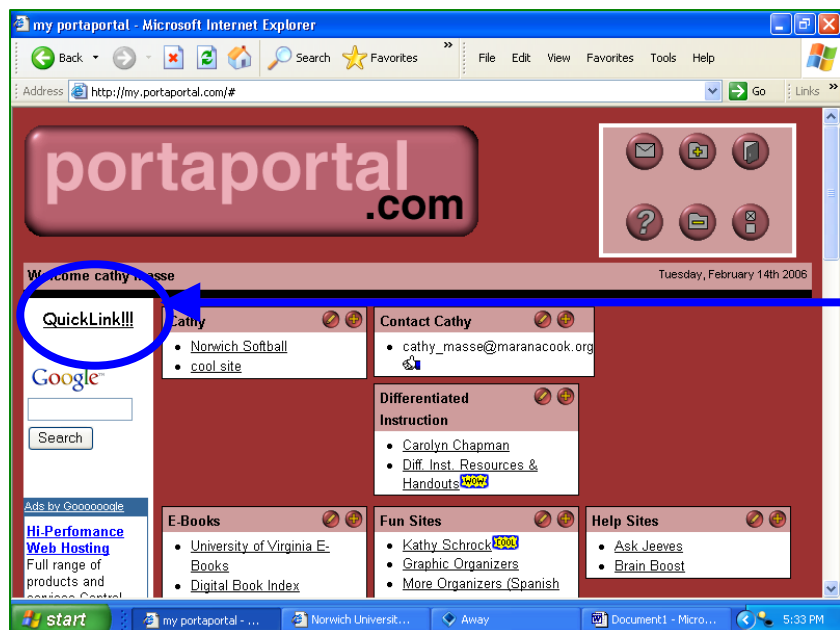 my portaportal - Microsoft Internet Explorer
Back Search Favorites » File Edit View Favorites Tools Help
Address http://my.portaportal.com/# Go Links »
portaportal
.com
Welcome cathy masse Tuesday, February 14th 2006
QuickLink!!!
Google
Search
Ads by Goooooogle
Hi-Perfomance
Web Hosting
Full range of
products and
services Control
Cathy
Norwich Softball
cool site
Contact Cathy
cathy_masse@maranacook.org
Differentiated
Instruction
Carolyn Chapman
Diff. Inst. Resources &
Handouts WOW!
E-Books
University of Virginia E-
Books
Digital Book Index
Fun Sites
Kathy Schrock COOL
Graphic Organizers
More Organizers (Spanish
Help Sites
Ask Jeeves
Brain Boost
start my portaportal - ... Norwich Universit... Away Document1 - Micro... 5:33 PM